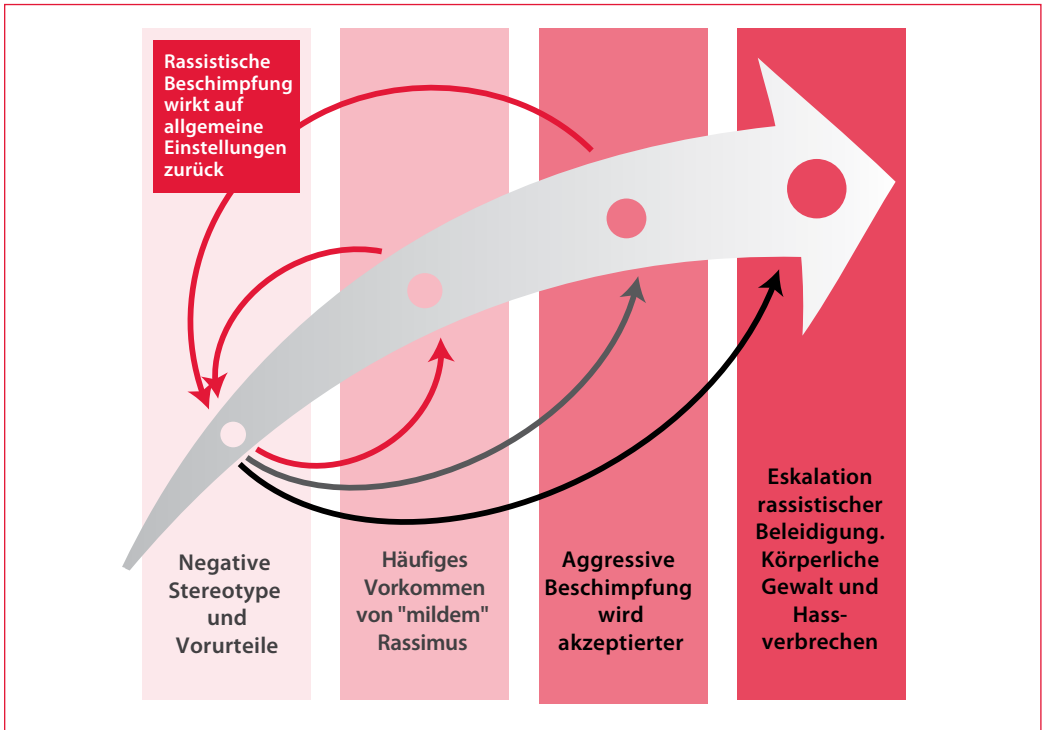 Rassistische
Beschimpfung
wirkt auf
allgemeine
Einstellungen
zurück
Negative
Stereotype
und
Vorurteile
Häufiges
Vorkommen
von "mildem"
Rassimus
Aggressive
Beschimpfung
wird
akzeptierter
Eskalation
rassistischer
Beleidigung.
Körperliche
Gewalt und
Hass-
verbrechen